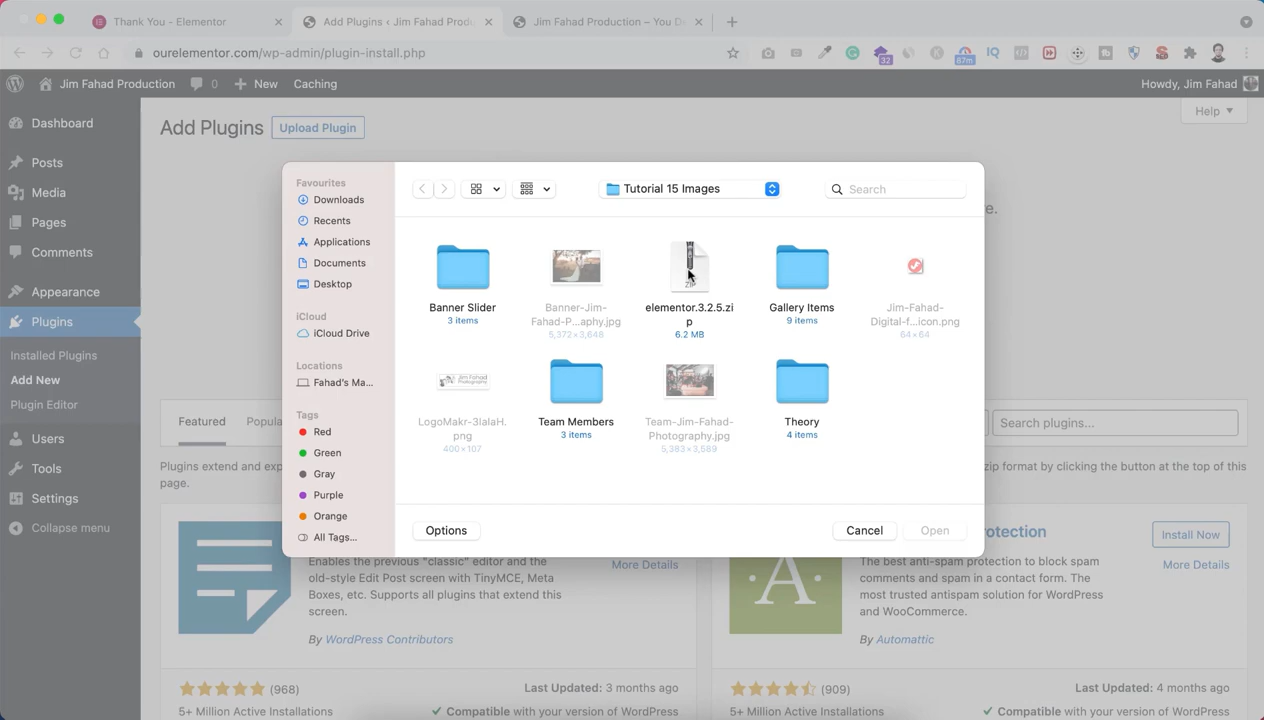 Thank You - Elementor
Add Plugins ‹ Jim Fahad Produ
Jim Fahad Production – You D
ourelementor.com/wp-admin/plugin-install.php
32
87m
IQ
Jim Fahad Production
0
New
Caching
Howdy, Jim Fahad
Dashboard
Posts
Media
Pages
Comments
Appearance
Plugins
Installed Plugins
Add New
Plugin Editor
Users
Tools
Settings
Collapse menu
Add Plugins
Upload Plugin
Help
Favourites
Downloads
Recents
Applications
Documents
Desktop
iCloud
iCloud Drive
Locations
Fahad's Ma...
Tags
Red
Green
Gray
Purple
Orange
All Tags...
Tutorial 15 Images
Search
Banner Slider
3 items
Banner-Jim-
Fahad-P...aphy.jpg
5,372×3,648
ZIP
elementor.3.2.5.zi
p
6.2 MB
Gallery Items
9 items
Jim-Fahad-
Digital-f...icon.png
64×64
LogoMakr-3IaIaH.
png
400×107
Team Members
3 items
Team-Jim-Fahad-
Photography.jpg
5,383×3,589
Theory
4 items
Options
Cancel
Open
re.
Featured
Popula
Search plugins...
Plugins extend and exp
zip format by clicking the button at the top of this
page.
Enables the previous "classic" editor and the
old-style Edit Post screen with TinyMCE, Meta
Boxes, etc. Supports all plugins that extend this
screen.
By WordPress Contributors
More Details
(968)
Last Updated: 3 months ago
5+ Million Active Installations
Compatible with your version of WordPress
A
rotection
Install Now
More Details
The best anti-spam protection to block spam
comments and spam in a contact form. The
most trusted antispam solution for WordPress
and WooCommerce.
By Automattic
(909)
Last Updated: 4 months ago
5+ Million Active Installations
Compatible with your version of WordPress